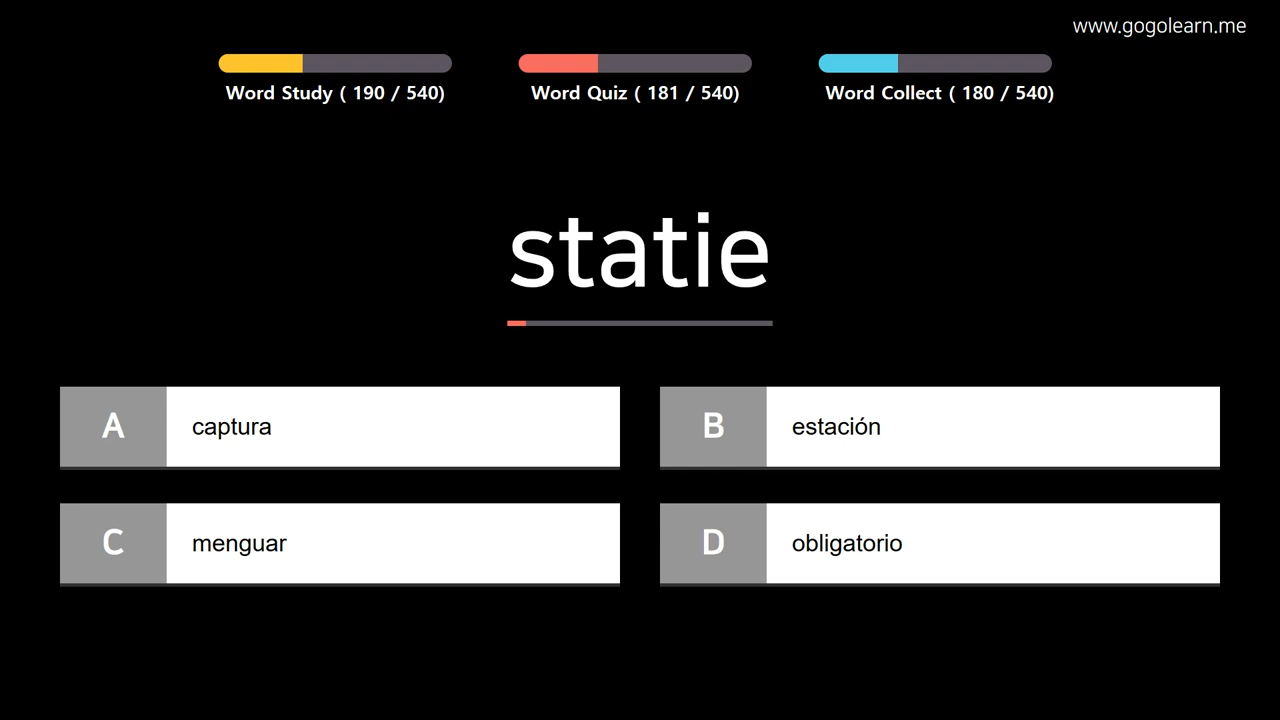 www.gogolearn.me
Word Study ( 190 / 540)
Word Quiz ( 181 / 540)
Word Collect ( 180 / 540)
statie
A captura
B estación
C menguar
D obligatorio